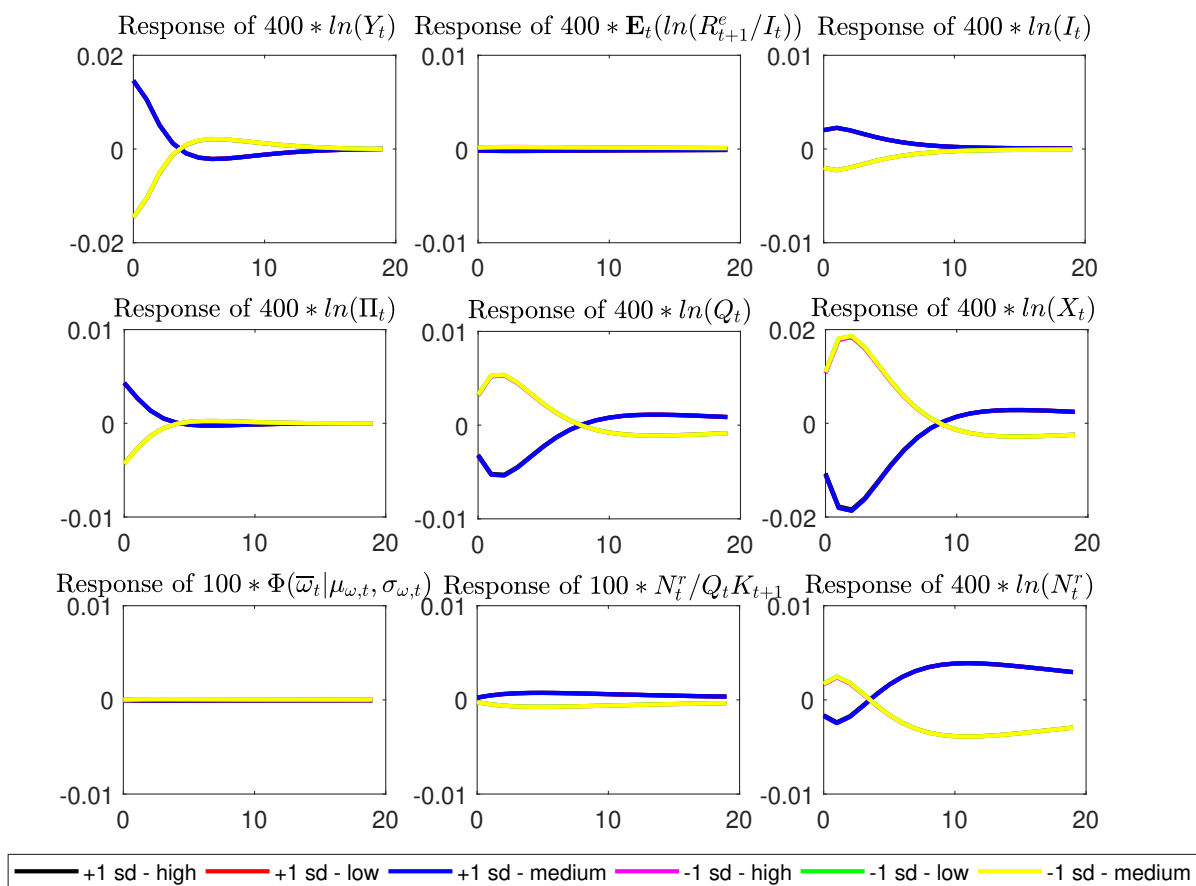 Response of 400 ∗ ln(Y_t)
Response of 400 ∗ E_t(ln(R^e_{t+1}/I_t))
Response of 400 ∗ ln(I_t)
0.02
0
-0.02
0 10 20
0.01
0
-0.01
0 10 20
0.01
0
-0.01
0 10 20
Response of 400 ∗ ln(Π_t)
Response of 400 ∗ ln(Q_t)
Response of 400 ∗ ln(X_t)
0.01
0
-0.01
0 10 20
0.01
0
-0.01
0 10 20
0.02
0
-0.02
0 10 20
Response of 100 ∗ Φ(ω̅_t|μ_{ω,t}, σ_{ω,t})
Response of 100 ∗ N^r_t/Q_tK_{t+1}
Response of 400 ∗ ln(N^r_t)
0.01
0
-0.01
0 10 20
0.01
0
-0.01
0 10 20
0.01
0
-0.01
0 10 20
+1 sd - high +1 sd - low +1 sd - medium -1 sd - high -1 sd - low -1 sd - medium